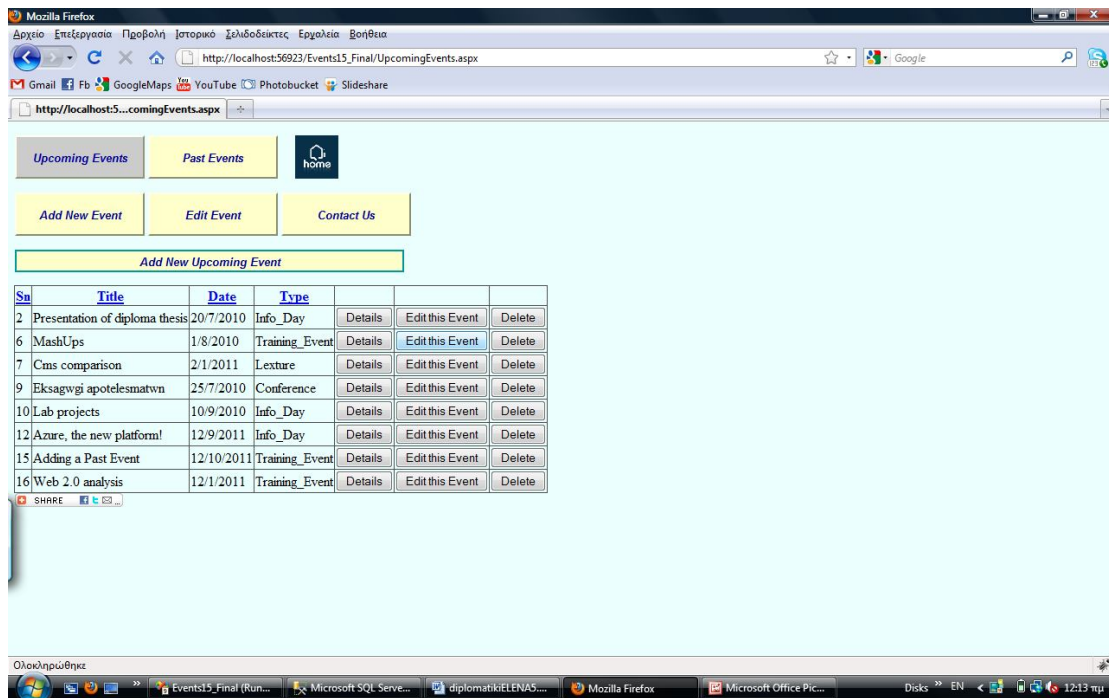 Mozilla Firefox
Αρχείο Επεξεργασία Προβολή Ιστορικό Σελιδοδείκτες Εργαλεία Βοήθεια
http://localhost:56923/Events15_Final/UpcomingEvents.aspx Google
Gmail Fb GoogleMaps YouTube Photobucket Slideshare
http://localhost:5...comingEvents.aspx
Upcoming Events Past Events home
Add New Event Edit Event Contact Us
Add New Upcoming Event
Sn Title Date Type
2 Presentation of diploma thesis 20/7/2010 Info_Day Details Edit this Event Delete
6 MashUps 1/8/2010 Training_Event Details Edit this Event Delete
7 Cms comparison 2/1/2011 Lexture Details Edit this Event Delete
9 Eksagwgi apotelesmatwn 25/7/2010 Conference Details Edit this Event Delete
10 Lab projects 10/9/2010 Info_Day Details Edit this Event Delete
12 Azure, the new platform! 12/9/2011 Info_Day Details Edit this Event Delete
15 Adding a Past Event 12/10/2011 Training_Event Details Edit this Event Delete
16 Web 2.0 analysis 12/1/2011 Training_Event Details Edit this Event Delete
SHARE ...
Ολοκληρώθηκε
Events15_Final (Run... Microsoft SQL Serve... diplomatikiELENA5.... Mozilla Firefox Microsoft Office Pic... Disks » EN 12:13 πμ